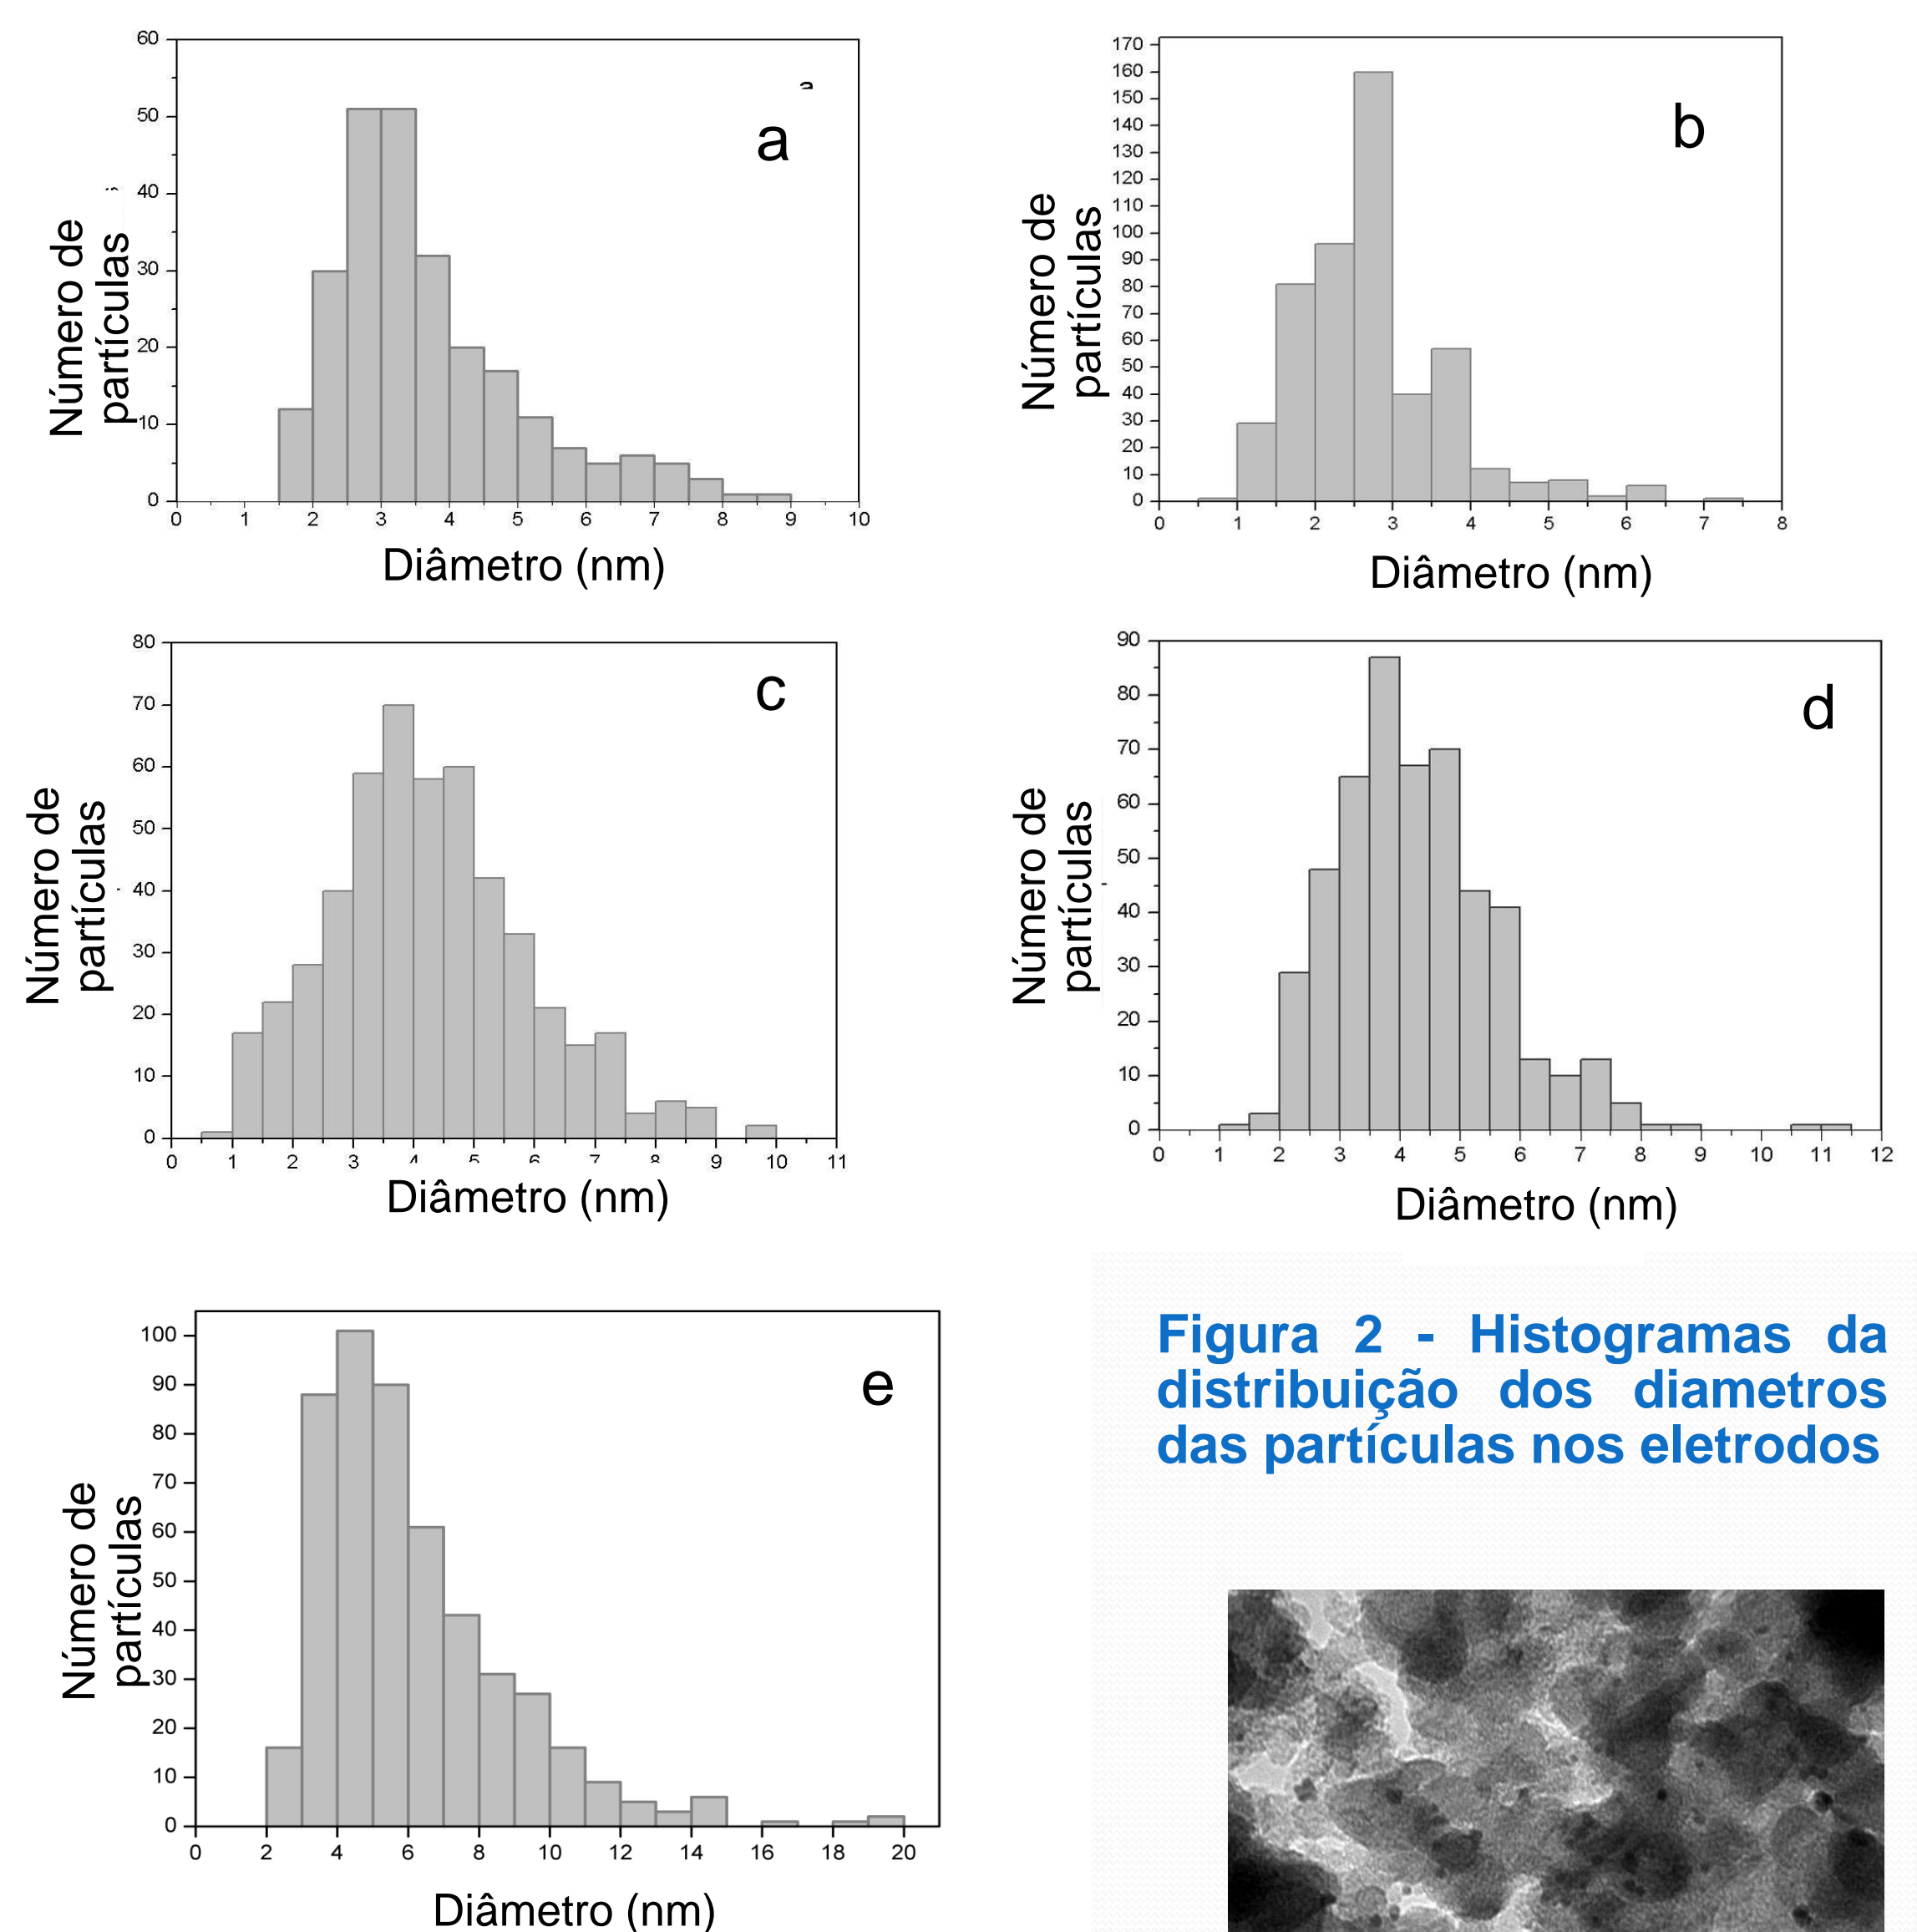 60
50
40
30
20
10
0
0 1 2 3 4 5 6 7 8 9 10
a
Número de
partículas
Diâmetro (nm)
170
160
150
140
130
120
110
100
90
80
70
60
50
40
30
20
10
0
0 1 2 3 4 5 6 7 8
b
Número de
partículas
Diâmetro (nm)
80
70
60
50
40
30
20
10
0
0 1 2 3 4 5 6 7 8 9 10 11
c
Número de
partículas
Diâmetro (nm)
90
80
70
60
50
40
30
20
10
0
0 1 2 3 4 5 6 7 8 9 10 11 12
d
Número de
partículas
Diâmetro (nm)
100
90
80
70
60
50
40
30
20
10
0
0 2 4 6 8 10 12 14 16 18 20
e
Número de
partículas
Diâmetro (nm)
Figura 2 - Histogramas da
distribuição dos diametros
das partículas nos eletrodos